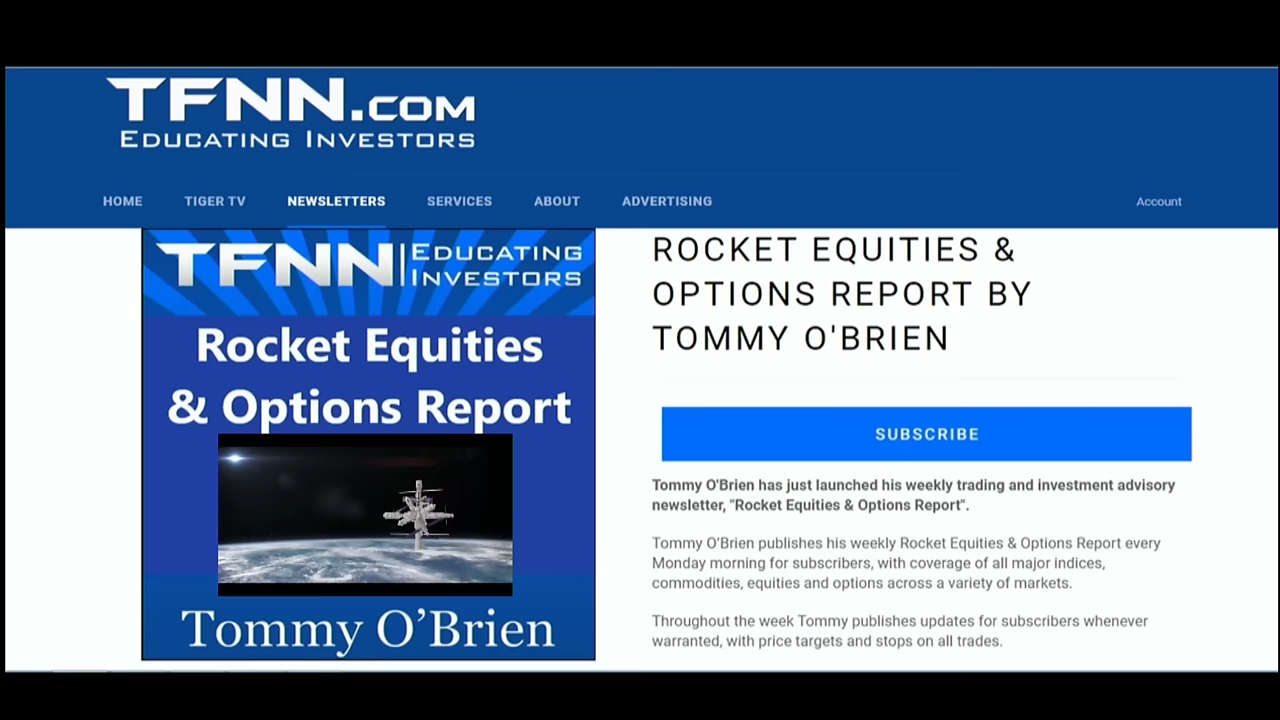 TFNN.COM
EDUCATING INVESTORS
HOME TIGER TV NEWSLETTERS SERVICES ABOUT ADVERTISING Account
TFNN | EDUCATING INVESTORS
Rocket Equities
& Options Report
Tommy O’Brien
ROCKET EQUITIES &
OPTIONS REPORT BY
TOMMY O'BRIEN
SUBSCRIBE
Tommy O'Brien has just launched his weekly trading and investment advisory
newsletter, "Rocket Equities & Options Report".
Tommy O'Brien publishes his weekly Rocket Equities & Options Report every
Monday morning for subscribers, with coverage of all major indices,
commodities, equities and options across a variety of markets.
Throughout the week Tommy publishes updates for subscribers whenever
warranted, with price targets and stops on all trades.